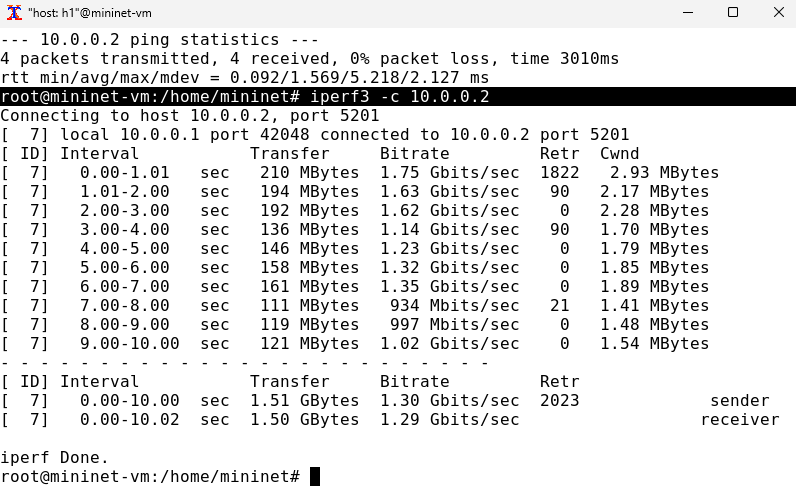 "host: h1"@mininet-vm
--- 10.0.0.2 ping statistics ---
4 packets transmitted, 4 received, 0% packet loss, time 3010ms
rtt min/avg/max/mdev = 0.092/1.569/5.218/2.127 ms
root@mininet-vm:/home/mininet# iperf3 -c 10.0.0.2
Connecting to host 10.0.0.2, port 5201
[  7] local 10.0.0.1 port 42048 connected to 10.0.0.2 port 5201
[ ID] Interval           Transfer     Bitrate         Retr  Cwnd
[  7]   0.00-1.01   sec   210 MBytes  1.75 Gbits/sec  1822   2.93 MBytes
[  7]   1.01-2.00   sec   194 MBytes  1.63 Gbits/sec   90   2.17 MBytes
[  7]   2.00-3.00   sec   192 MBytes  1.62 Gbits/sec    0   2.28 MBytes
[  7]   3.00-4.00   sec   136 MBytes  1.14 Gbits/sec   90   1.70 MBytes
[  7]   4.00-5.00   sec   146 MBytes  1.23 Gbits/sec    0   1.79 MBytes
[  7]   5.00-6.00   sec   158 MBytes  1.32 Gbits/sec    0   1.85 MBytes
[  7]   6.00-7.00   sec   161 MBytes  1.35 Gbits/sec    0   1.89 MBytes
[  7]   7.00-8.00   sec   111 MBytes   934 Mbits/sec   21   1.41 MBytes
[  7]   8.00-9.00   sec   119 MBytes   997 Mbits/sec    0   1.48 MBytes
[  7]   9.00-10.00  sec   121 MBytes  1.02 Gbits/sec    0   1.54 MBytes
- - - - - - - - - - - - - - - - - - - - - - - - -
[ ID] Interval           Transfer     Bitrate         Retr
[  7]   0.00-10.00  sec  1.51 GBytes  1.30 Gbits/sec  2023             sender
[  7]   0.00-10.02  sec  1.50 GBytes  1.29 Gbits/sec                  receiver
iperf Done.
root@mininet-vm:/home/mininet#